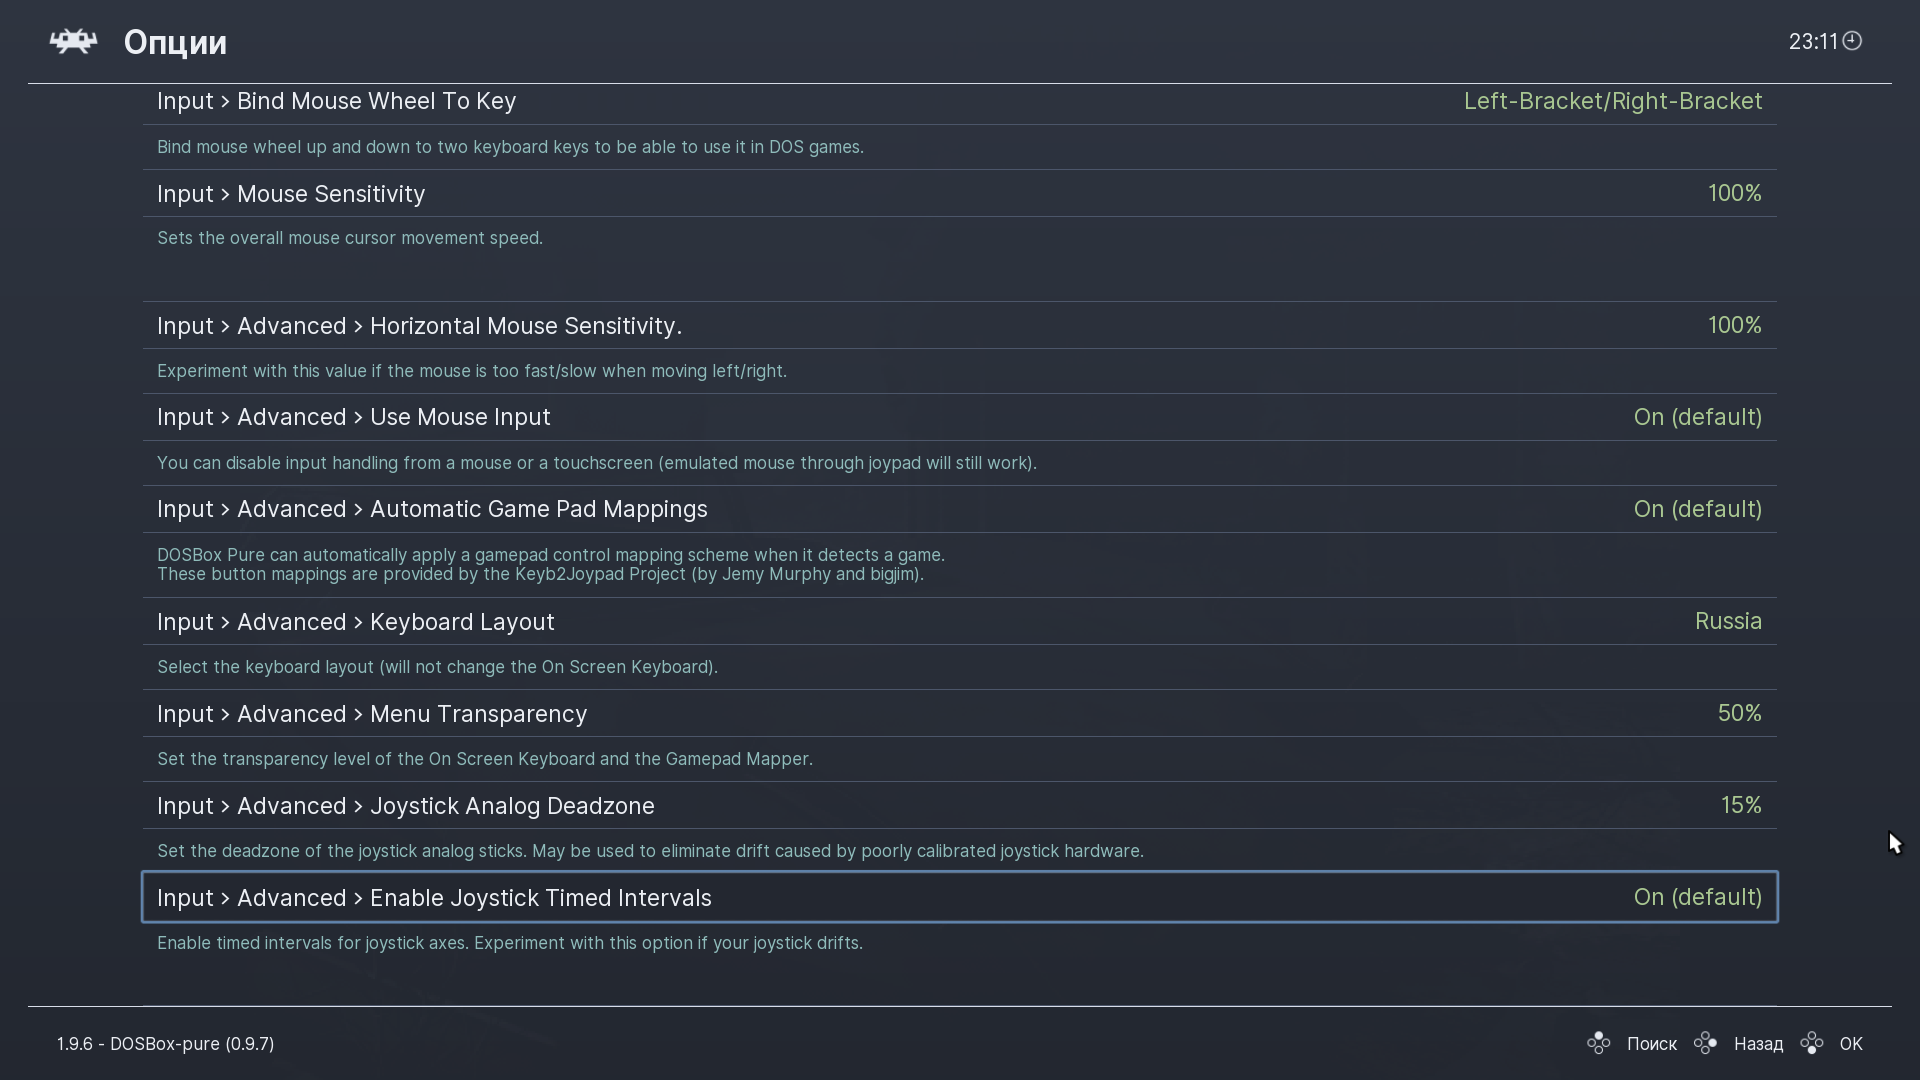 Опции
23:11
Input > Bind Mouse Wheel To Key
Left-Bracket/Right-Bracket
Bind mouse wheel up and down to two keyboard keys to be able to use it in DOS games.
Input > Mouse Sensitivity
100%
Sets the overall mouse cursor movement speed.
Input > Advanced > Horizontal Mouse Sensitivity.
100%
Experiment with this value if the mouse is too fast/slow when moving left/right.
Input > Advanced > Use Mouse Input
On (default)
You can disable input handling from a mouse or a touchscreen (emulated mouse through joypad will still work).
Input > Advanced > Automatic Game Pad Mappings
On (default)
DOSBox Pure can automatically apply a gamepad control mapping scheme when it detects a game.
These button mappings are provided by the Keyb2Joypad Project (by Jemy Murphy and bigjim).
Input > Advanced > Keyboard Layout
Russia
Select the keyboard layout (will not change the On Screen Keyboard).
Input > Advanced > Menu Transparency
50%
Set the transparency level of the On Screen Keyboard and the Gamepad Mapper.
Input > Advanced > Joystick Analog Deadzone
15%
Set the deadzone of the joystick analog sticks. May be used to eliminate drift caused by poorly calibrated joystick hardware.
Input > Advanced > Enable Joystick Timed Intervals
On (default)
Enable timed intervals for joystick axes. Experiment with this option if your joystick drifts.
1.9.6 - DOSBox-pure (0.9.7)
Поиск
Назад
OK